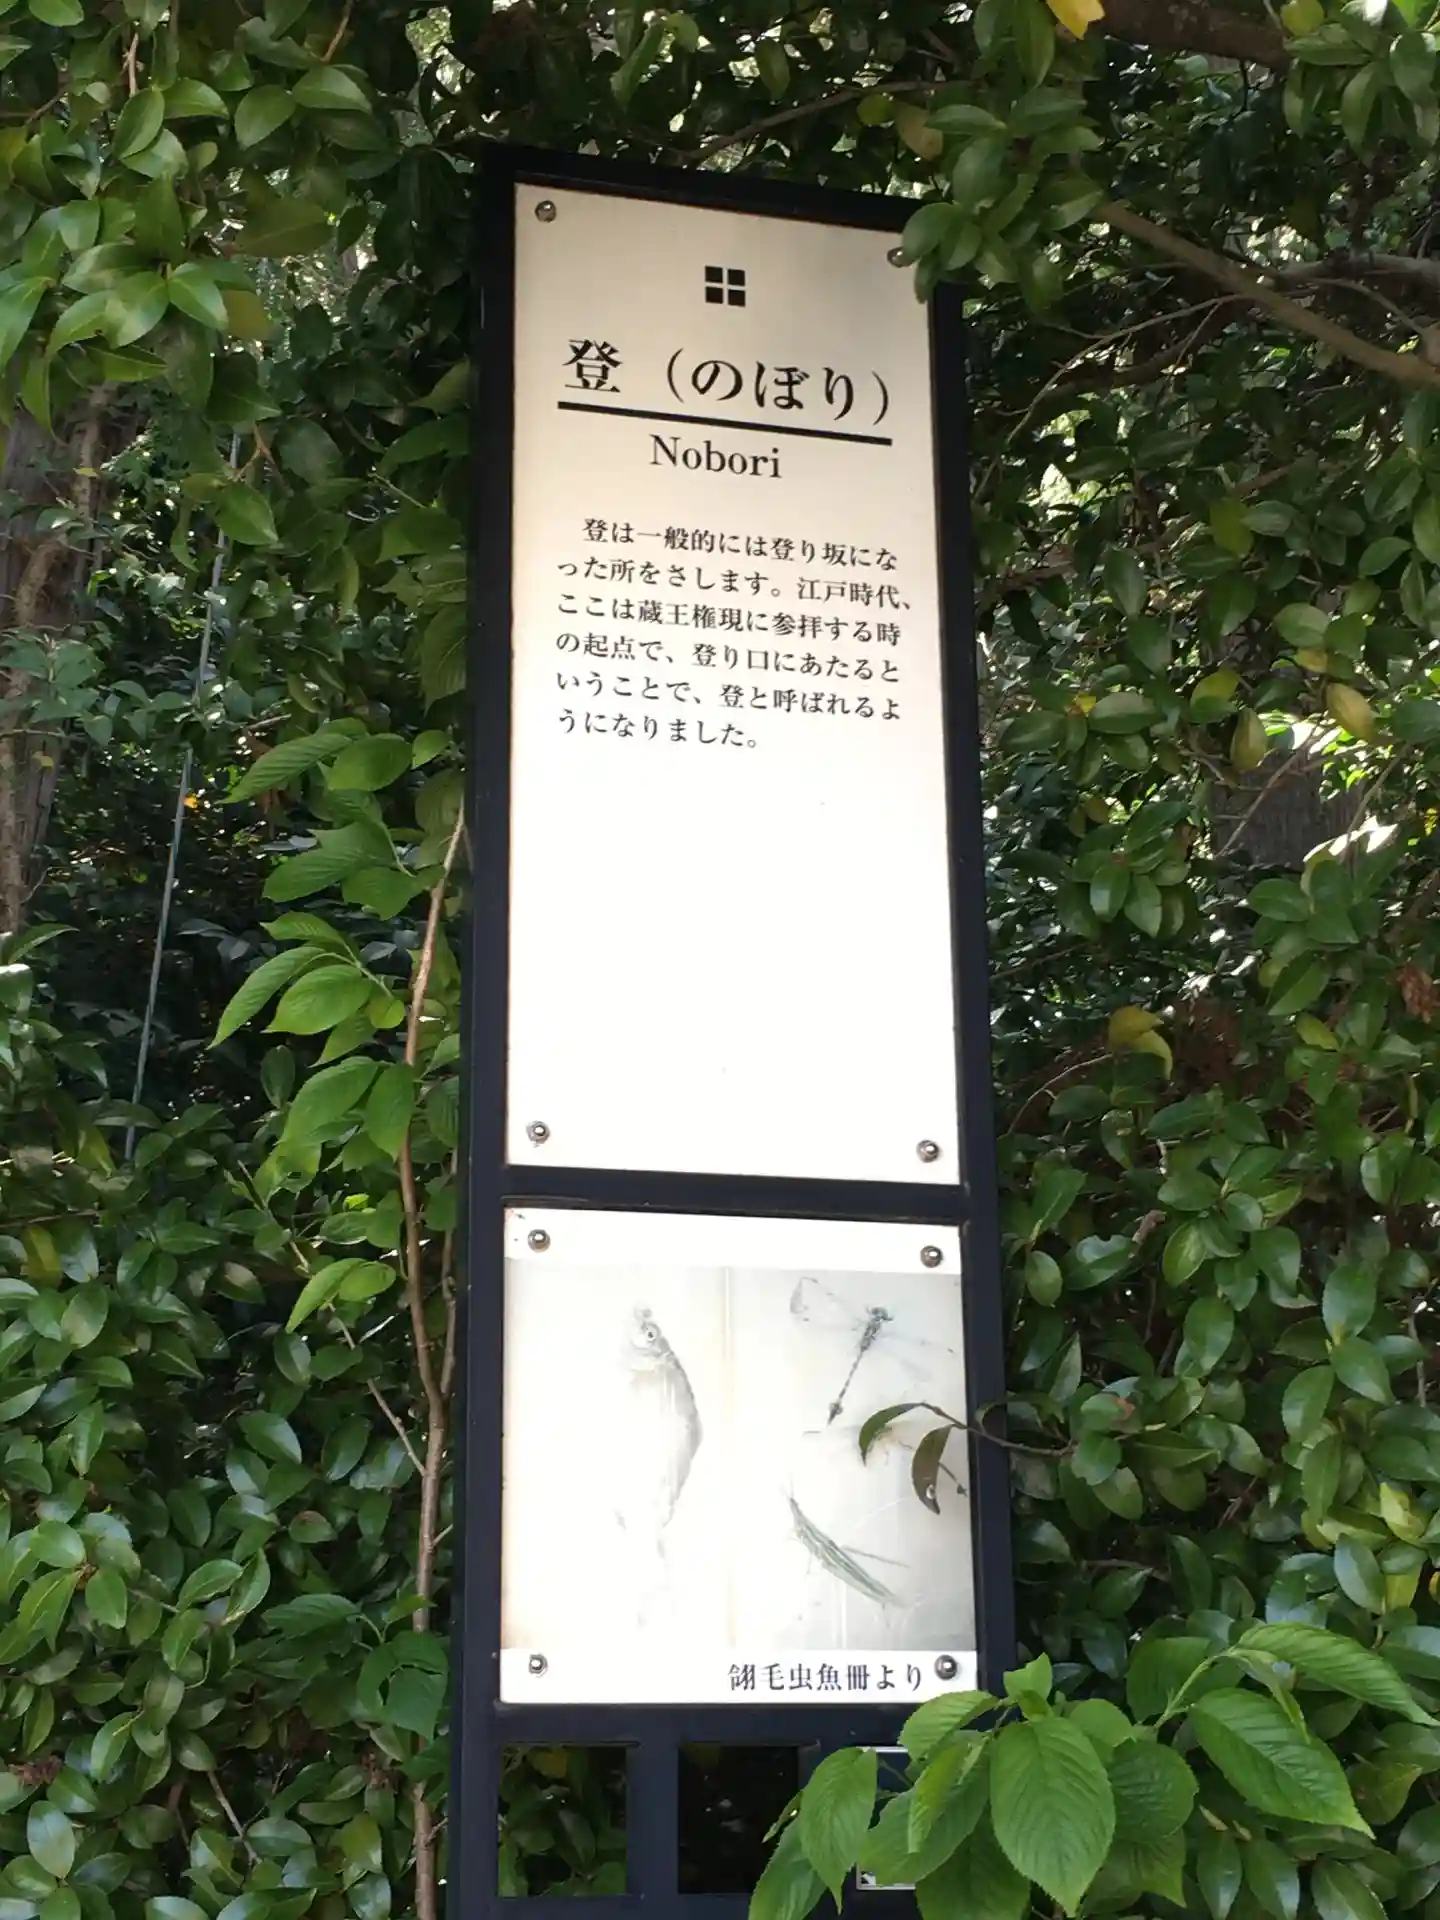 登（のぼり）
Nobori
登は一般的には登り坂にな
った所をさします。江戸時代、
ここは蔵王権現に参拝する時
の起点で、登り口にあたると
いうことで、登と呼ばれるよ
うになりました。
翎毛虫魚冊より